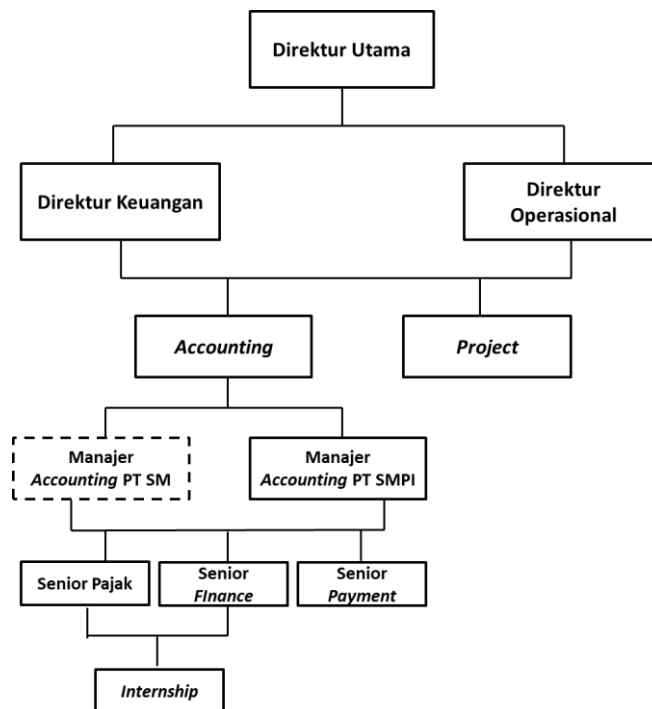 Direktur Utama
Direktur Keuangan
Direktur
Operasional
Accounting
Project
Manajer
Accounting PT SM
Manajer
Accounting PT SMPI
Senior Pajak
Senior
FInance
Senior
Payment
Internship